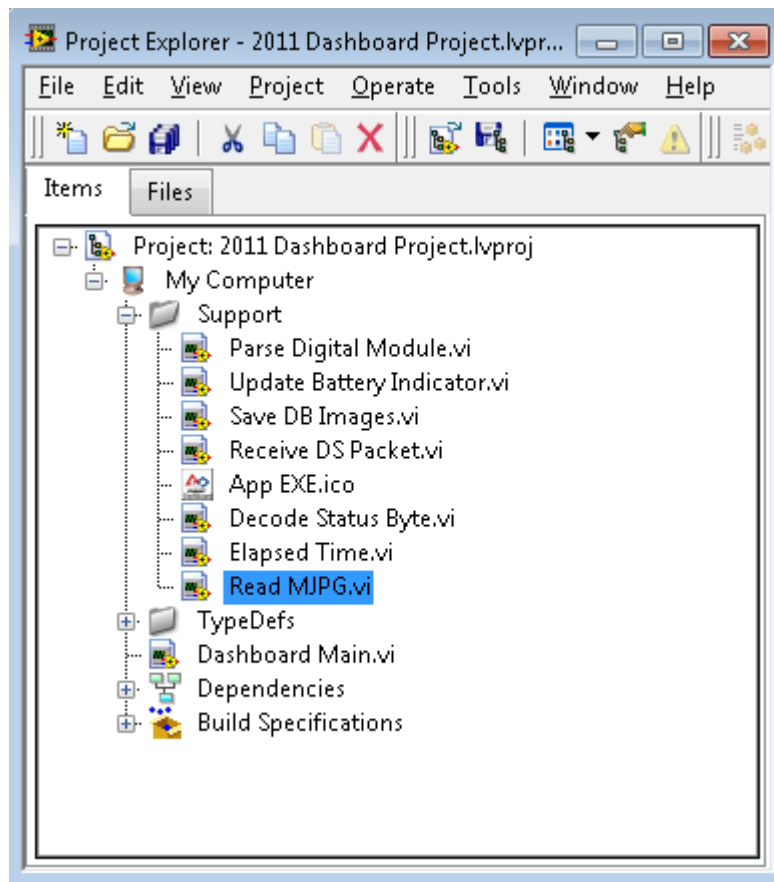 Project Explorer - 2011 Dashboard Project.lvpr...
File Edit View Project Operate Tools Window Help
Items Files
Project: 2011 Dashboard Project.lvproj
My Computer
Support
Parse Digital Module.vi
Update Battery Indicator.vi
Save DB Images.vi
Receive DS Packet.vi
App EXE.ico
Decode Status Byte.vi
Elapsed Time.vi
Read MJPG.vi
TypeDefs
Dashboard Main.vi
Dependencies
Build Specifications